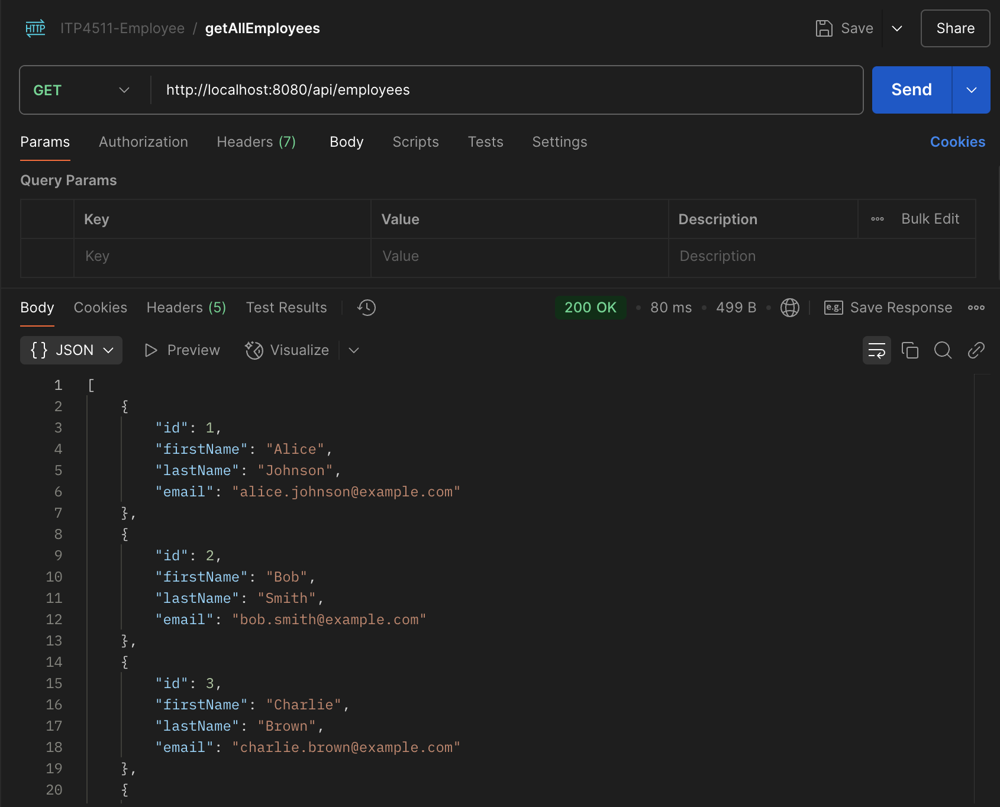 HTTP ITP4511-Employee / getAllEmployees Save Share
GET http://localhost:8080/api/employees Send
Params Authorization Headers (7) Body Scripts Tests Settings Cookies
Query Params
Key Value Description Bulk Edit
Key Value Description
Body Cookies Headers (5) Test Results 200 OK 80 ms 499 B e.g. Save Response
{} JSON Preview Visualize
1 [
2 {
3 "id": 1,
4 "firstName": "Alice",
5 "lastName": "Johnson",
6 "email": "alice.johnson@example.com"
7 },
8 {
9 "id": 2,
10 "firstName": "Bob",
11 "lastName": "Smith",
12 "email": "bob.smith@example.com"
13 },
14 {
15 "id": 3,
16 "firstName": "Charlie",
17 "lastName": "Brown",
18 "email": "charlie.brown@example.com"
19 },
20 {